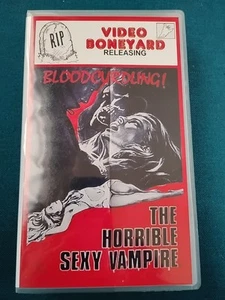 RIP
VIDEO
BONEYARD
RELEASING
BLOODCURDLING!
THE
HORRIBLE
SEXY VAMPIRE